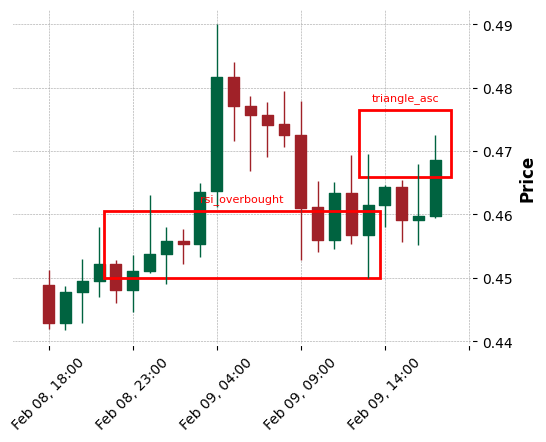 0.49
0.48
triangle_asc
0.47
Price
rsi_overbought
0.46
0.45
0.44
Feb 08, 18:00
Feb 08, 23:00
Feb 09, 04:00
Feb 09, 09:00
Feb 09, 14:00